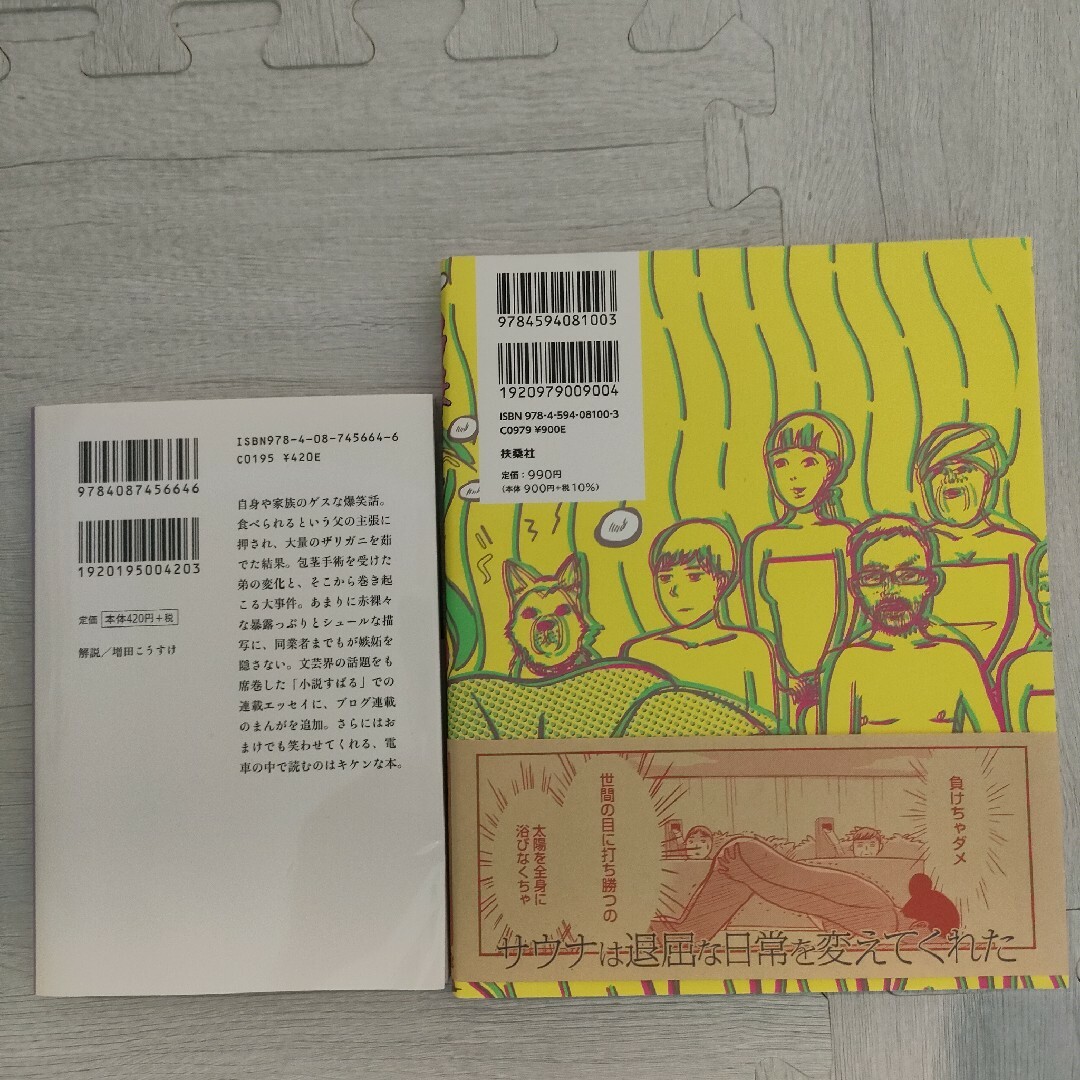 9784087456646
1920195004203
ISBN978-4-08-745664-6
C0195 ¥420E
定価 本体420円+税
解説/増田こうすけ
自身や家族のゲスな爆笑話。
食べられるという父の主張に
押され、大量のザリガニを茹
でた結果。包茎手術を受けた
弟の変化と、そこから巻き起
こる大事件。あまりに赤裸々
な暴露っぷりとシュールな描
写に、同業者までもが嫉妬を
隠さない。文芸界の話題をも
席巻した「小説すばる」での
連載エッセイに、ブログ連載
のまんがを追加。さらにはお
まけでも笑わせてくれる、電
車の中で読むのはキケンな本。
9784594081003
1920979009004
ISBN 978-4-594-08100-3
C0979 ¥900E
扶桑社
定価:990円
(本体 900円+税10%)
負けちゃダメ
世間の目に打ち勝つの
太陽を全身に
浴びなくちゃ
サウナは退屈な日常を変えてくれた